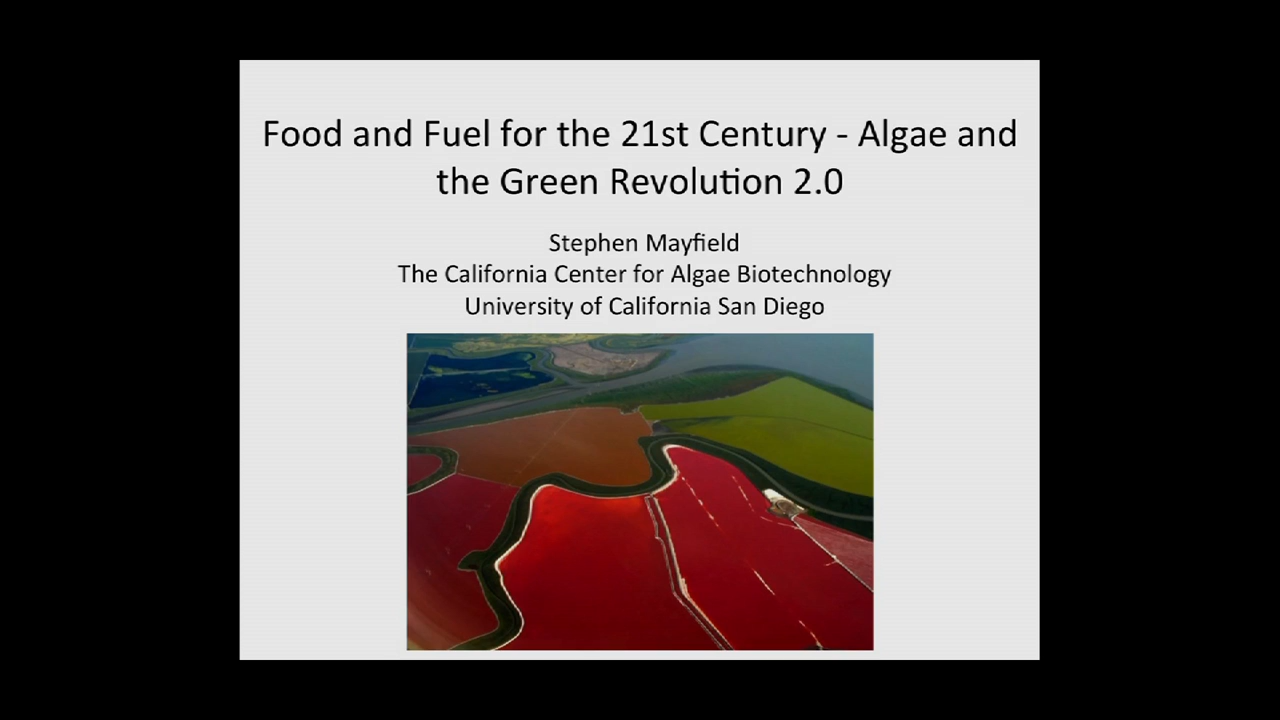 Food and Fuel for the 21st Century - Algae and
the Green Revolution 2.0
Stephen Mayfield
The California Center for Algae Biotechnology
University of California San Diego